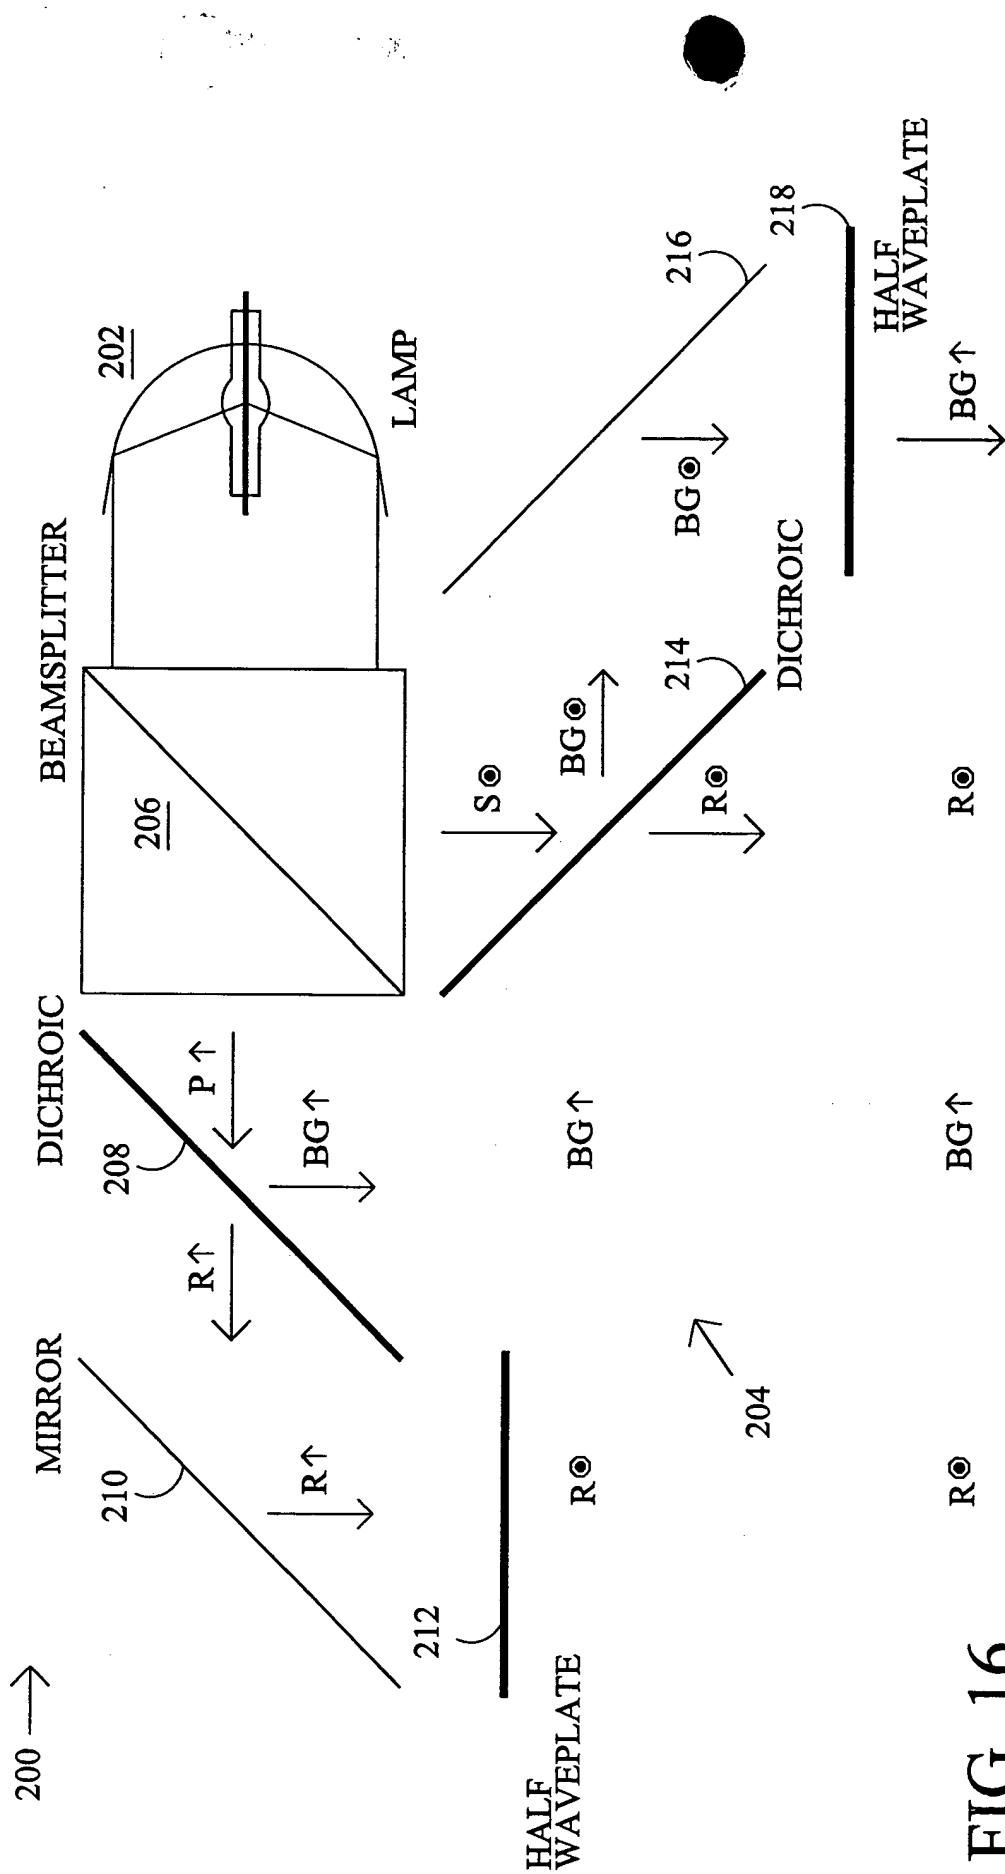 200
MIRROR
DICHROIC
BEAMSPLITTER
210
208
206
202
R↑
P↑
R↑
BG↑
LAMP
212
S⊙
216
HALF
WAVEPLATE
R⊙
BG↑
BG⊙
BG⊙
214
218
204
R⊙
DICHROIC
HALF
WAVEPLATE
R⊙
BG↑
R⊙
BG↑
FIG. 16